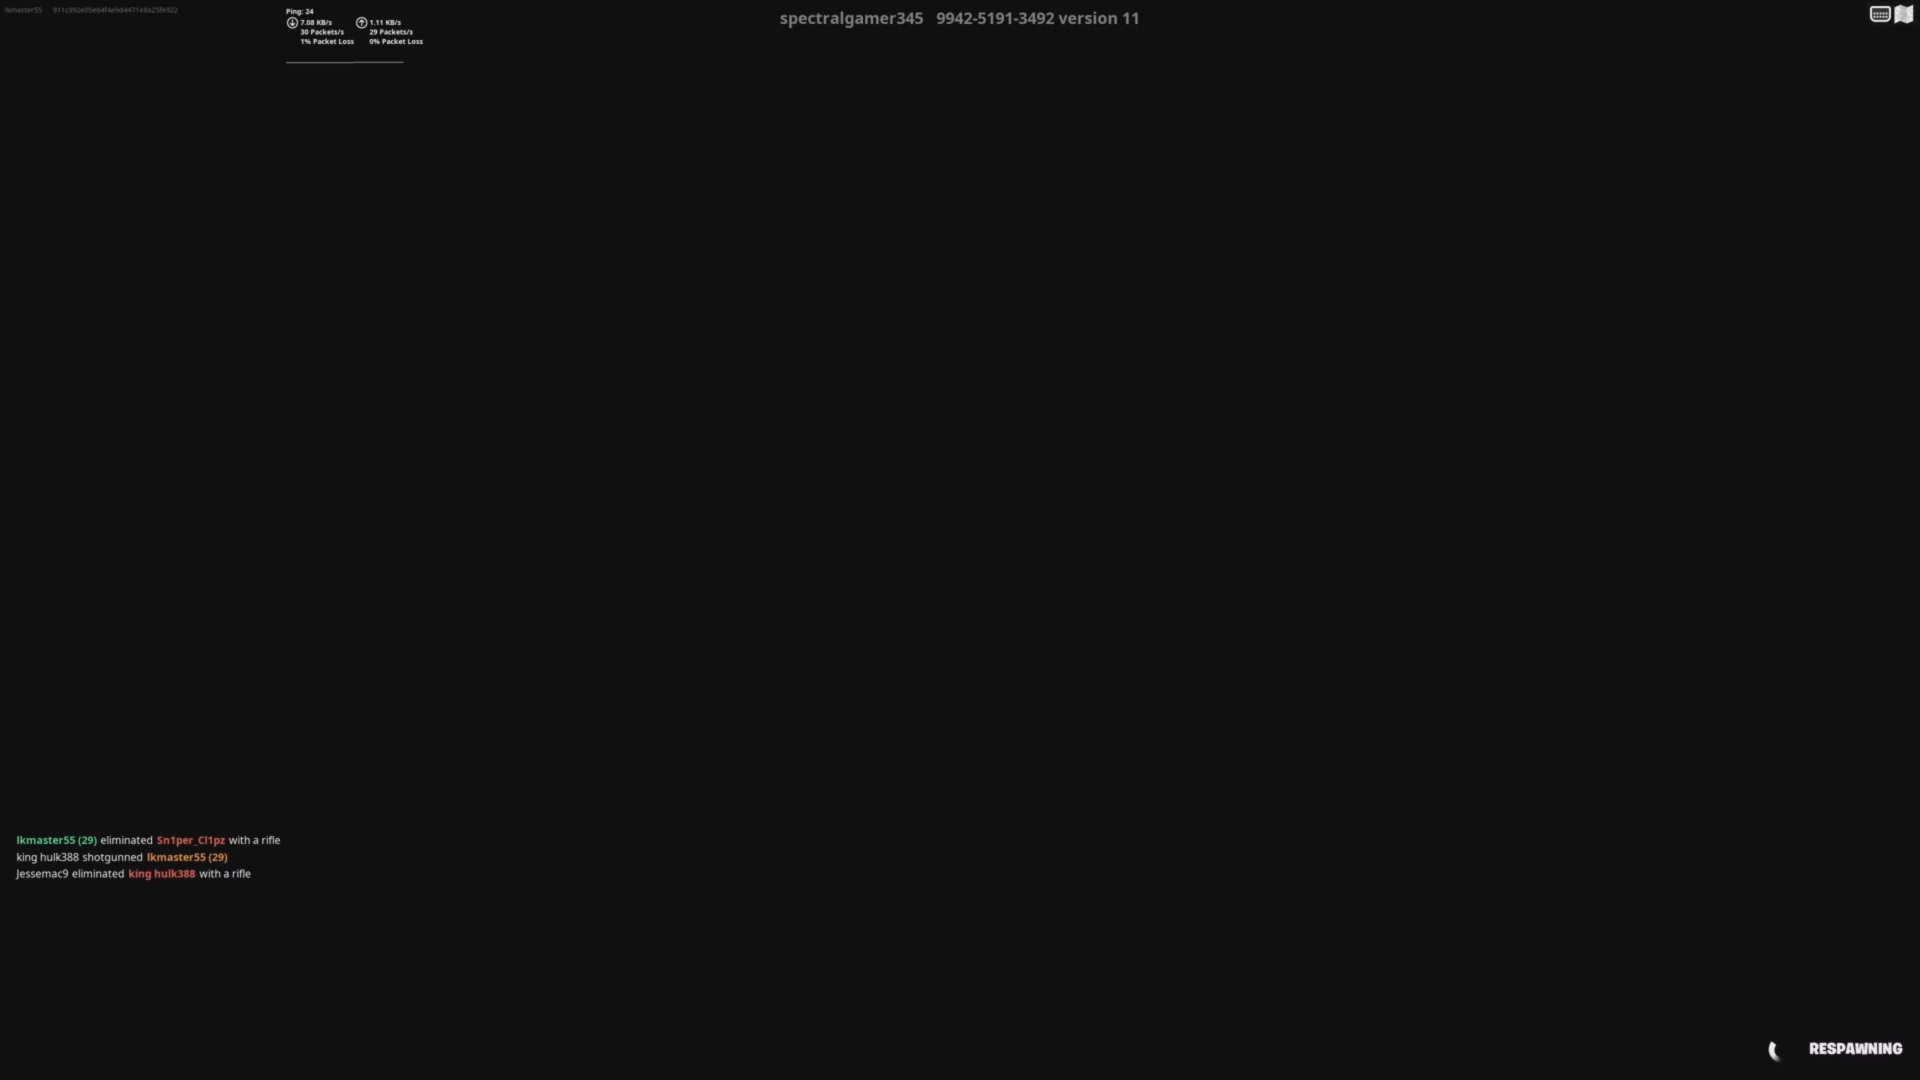 lkmaster55
Ping: 24
7.08 KB/s 1.11 KB/s
30 Packets/s 29 Packets/s
1% Packet Loss 0% Packet Loss
spectralgamer345 9942-5191-3492 version 11
lkmaster55 (29) eliminated Sn1per_Cl1pz with a rifle
king hulk388 shotgunned lkmaster55 (29)
Jessemac9 eliminated king hulk388 with a rifle
RESPAWNING